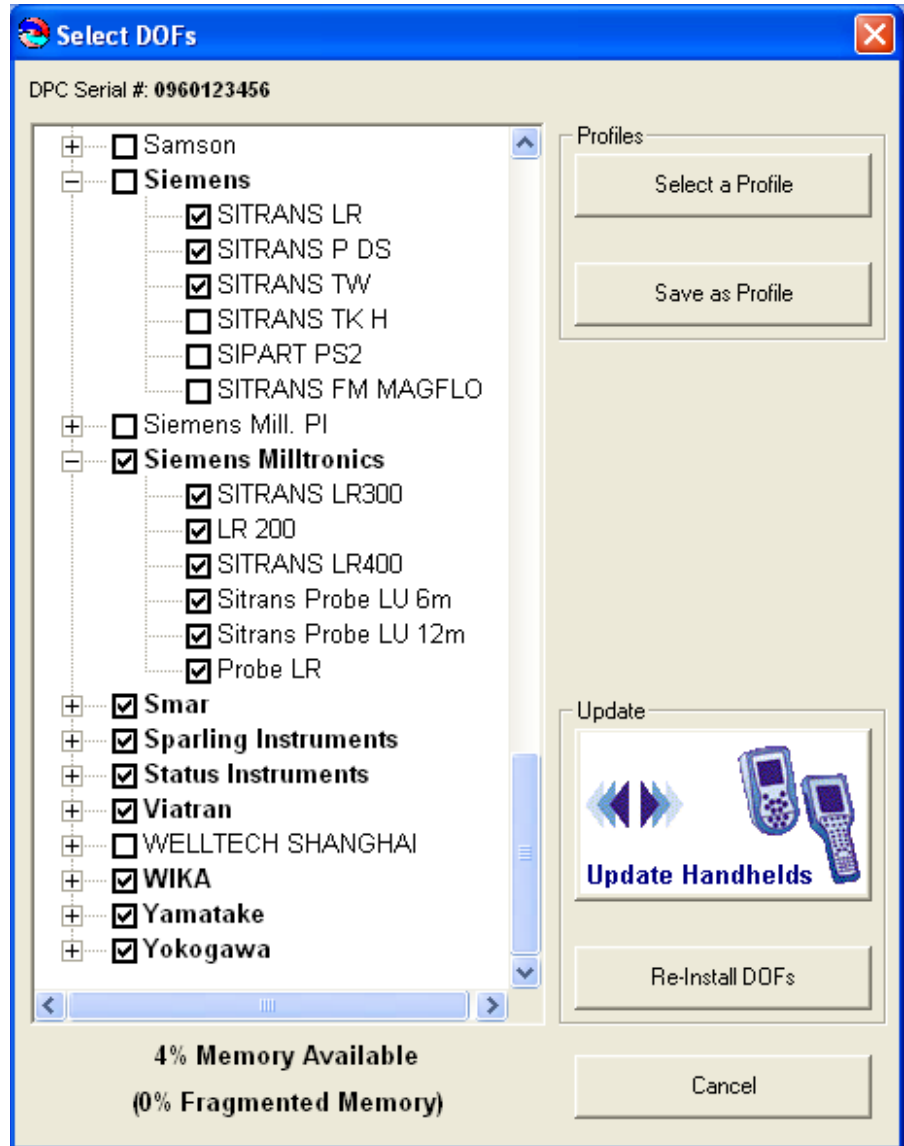 Select DOFs
DPC Serial #: 0960123456
Samson
Siemens
SITRANS LR
SITRANS P DS
SITRANS TW
SITRANS TK H
SIPART PS2
SITRANS FM MAGFLO
Siemens Mill. PI
Siemens Milltronics
SITRANS LR300
LR 200
SITRANS LR400
Sitrans Probe LU 6m
Sitrans Probe LU 12m
Probe LR
Smar
Sparling Instruments
Status Instruments
Viatran
WELLTECH SHANGHAI
WIKA
Yamatake
Yokogawa
4% Memory Available
(0% Fragmented Memory)
Profiles
Select a Profile
Save as Profile
Update
Update Handhelds
Re-Install DOFs
Cancel